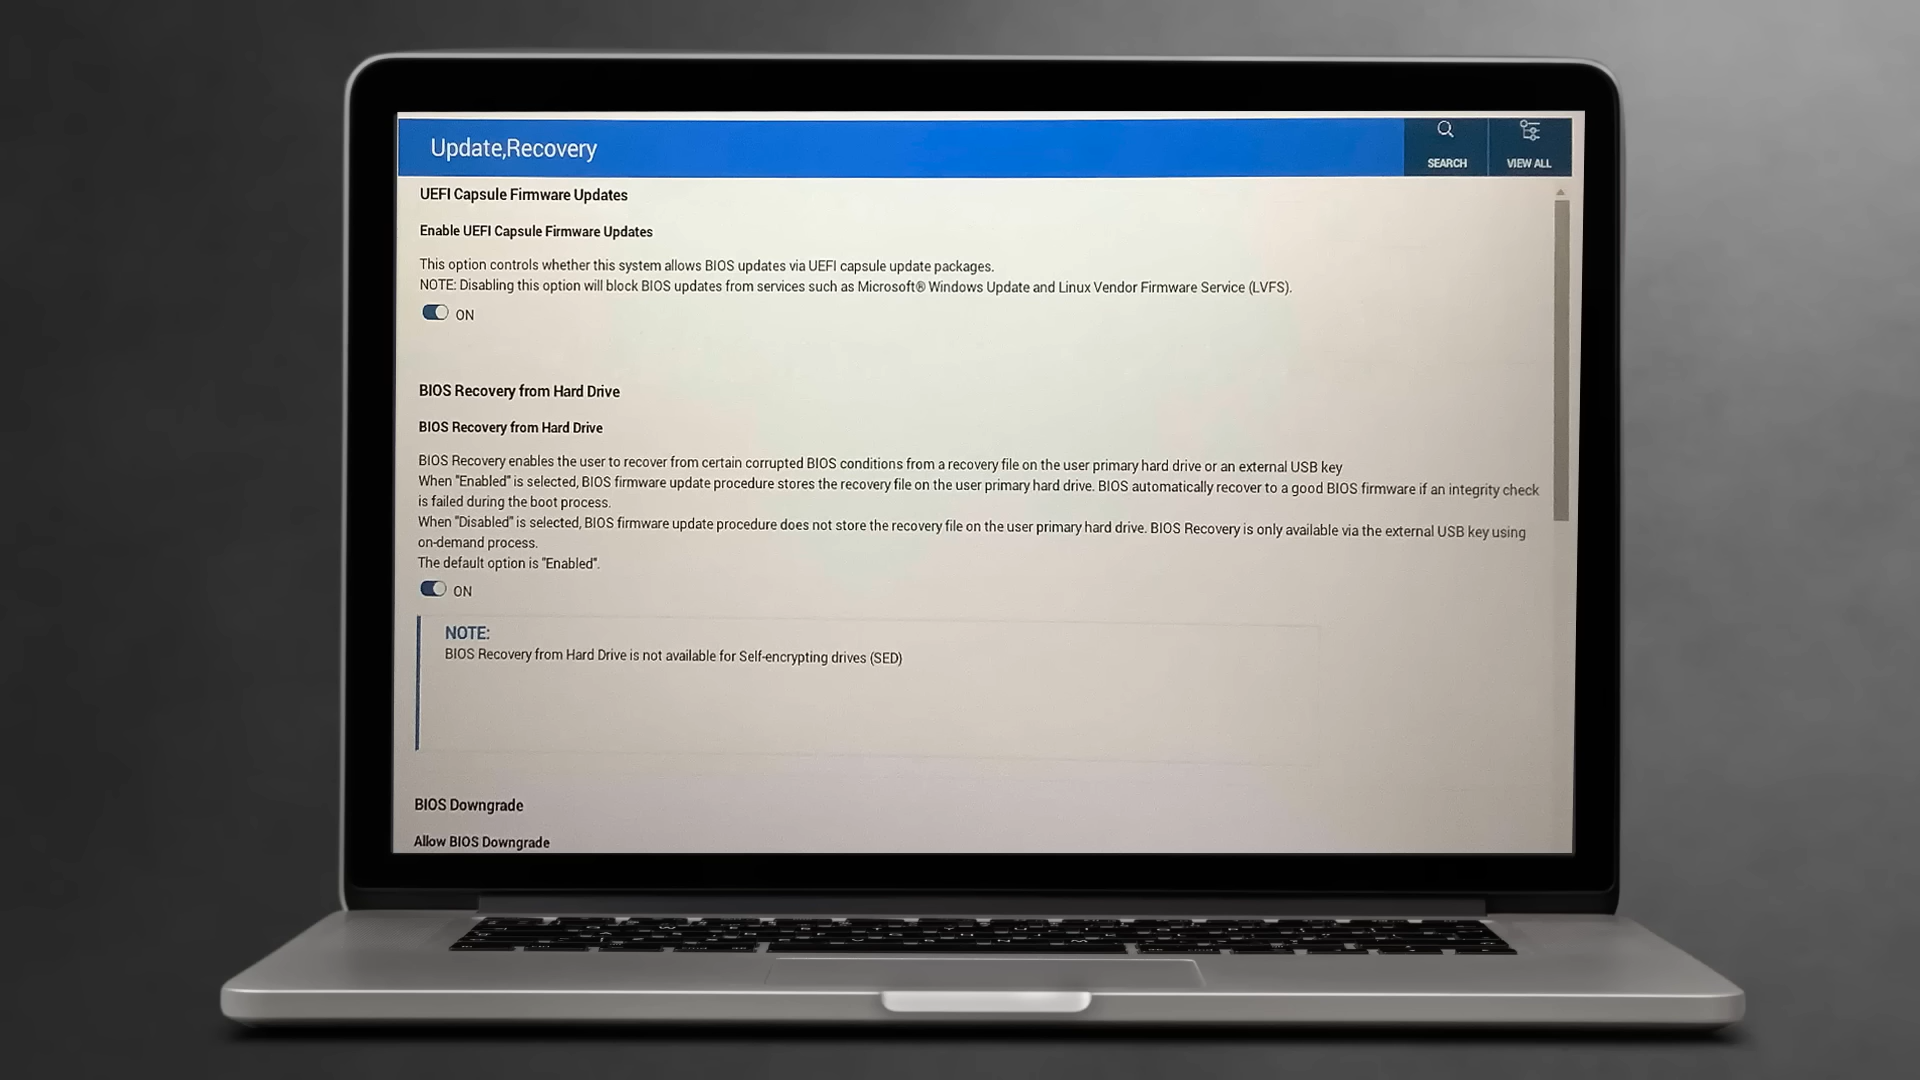 Update,Recovery
SEARCH
VIEW ALL
UEFI Capsule Firmware Updates
Enable UEFI Capsule Firmware Updates
This option controls whether this system allows BIOS updates via UEFI capsule update packages.
NOTE: Disabling this option will block BIOS updates from services such as Microsoft® Windows Update and Linux Vendor Firmware Service (LVFS).
ON
BIOS Recovery from Hard Drive
BIOS Recovery from Hard Drive
BIOS Recovery enables the user to recover from certain corrupted BIOS conditions from a recovery file on the user primary hard drive or an external USB key
When "Enabled" is selected, BIOS firmware update procedure stores the recovery file on the user primary hard drive. BIOS automatically recover to a good BIOS firmware if an integrity check
is failed during the boot process.
When "Disabled" is selected, BIOS firmware update procedure does not store the recovery file on the user primary hard drive. BIOS Recovery is only available via the external USB key using
on-demand process.
The default option is "Enabled".
ON
NOTE:
BIOS Recovery from Hard Drive is not available for Self-encrypting drives (SED)
BIOS Downgrade
Allow BIOS Downgrade